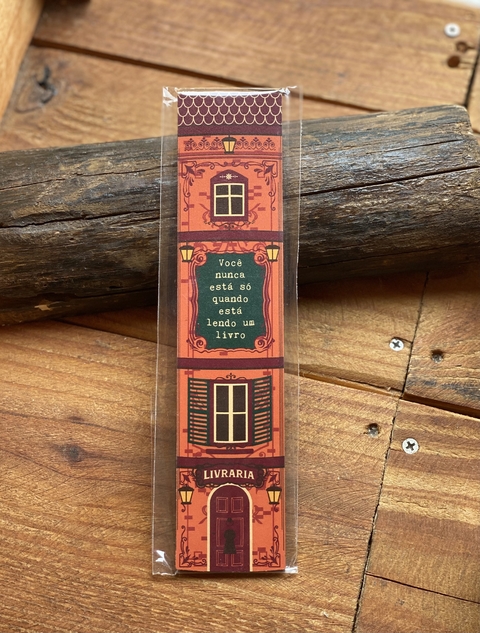 Você
nunca
está só
quando
está
lendo um
livro
LIVRARIA